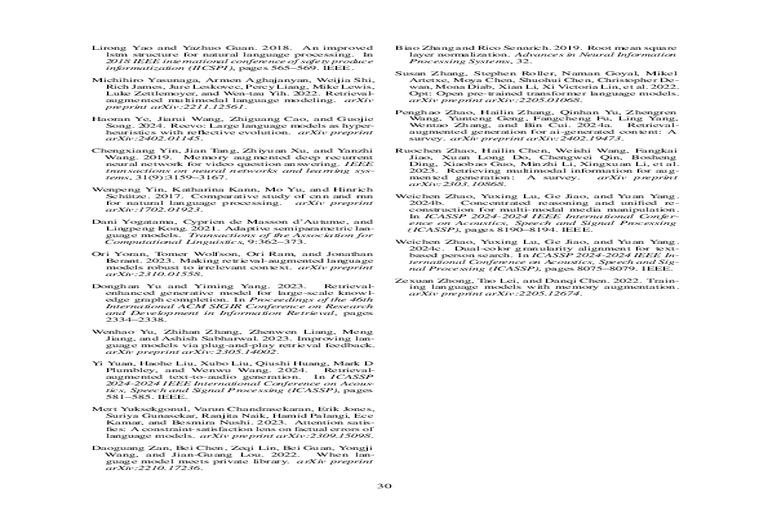 Lirong Yao and Yazhuo Guan. 2018. An improved
lstm structure for natural language processing. In
2018 IEEE international conference of safety produce
informatization (IICSPI), pages 565–569. IEEE.
Michihiro Yasunaga, Armen Aghajanyan, Weijia Shi,
Rich James, Jure Leskovec, Percy Liang, Mike Lewis,
Luke Zettlemoyer, and Wen-tau Yih. 2022. Retrieval-
augmented multimodal language modeling. arXiv
preprint arXiv:2211.12561.
Haoran Ye, Jiarui Wang, Zhiguang Cao, and Guojie
Song. 2024. Reevo: Large language models as hyper-
heuristics with reflective evolution. arXiv preprint
arXiv:2402.01145.
Chengxiang Yin, Jian Tang, Zhiyuan Xu, and Yanzhi
Wang. 2019. Memory augmented deep recurrent
neural network for video question answering. IEEE
transactions on neural networks and learning sys-
tems, 31(9):3159–3167.
Wenpeng Yin, Katharina Kann, Mo Yu, and Hinrich
Schütze. 2017. Comparative study of cnn and rnn
for natural language processing. arXiv preprint
arXiv:1702.01923.
Dani Yogatama, Cyprien de Masson d'Autume, and
Lingpeng Kong. 2021. Adaptive semiparametric lan-
guage models. Transactions of the Association for
Computational Linguistics, 9:362–373.
Ori Yoran, Tomer Wolfson, Ori Ram, and Jonathan
Berant. 2023. Making retrieval-augmented language
models robust to irrelevant context. arXiv preprint
arXiv:2310.01558.
Donghan Yu and Yiming Yang. 2023. Retrieval-
enhanced generative model for large-scale knowl-
edge graph completion. In Proceedings of the 46th
International ACM SIGIR Conference on Research
and Development in Information Retrieval, pages
2334–2338.
Wenhao Yu, Zhihan Zhang, Zhenwen Liang, Meng
Jiang, and Ashish Sabharwal. 2023. Improving lan-
guage models via plug-and-play retrieval feedback.
arXiv preprint arXiv:2305.14002.
Yi Yuan, Haohe Liu, Xubo Liu, Qiushi Huang, Mark D
Plumbley, and Wenwu Wang. 2024. Retrieval-
augmented text-to-audio generation. In ICASSP
2024-2024 IEEE International Conference on Acous-
tics, Speech and Signal Processing (ICASSP), pages
581–585. IEEE.
Mert Yuksekgonul, Varun Chandrasekaran, Erik Jones,
Suriya Gunasekar, Ranjita Naik, Hamid Palangi, Ece
Kamar, and Besmira Nushi. 2023. Attention satis-
fies: A constraint-satisfaction lens on factual errors of
language models. arXiv preprint arXiv:2309.15098.
Daoguang Zan, Bei Chen, Zeqi Lin, Bei Guan, Yongji
Wang, and Jian-Guang Lou. 2022. When lan-
guage model meets private library. arXiv preprint
arXiv:2210.17236.
Biao Zhang and Rico Sennrich. 2019. Root mean square
layer normalization. Advances in Neural Information
Processing Systems, 32.
Susan Zhang, Stephen Roller, Naman Goyal, Mikel
Artetxe, Moya Chen, Shuohui Chen, Christopher De-
wan, Mona Diab, Xian Li, Xi Victoria Lin, et al. 2022.
Opt: Open pre-trained transformer language models.
arXiv preprint arXiv:2205.01068.
Penghao Zhao, Hailin Zhang, Qinhan Yu, Zhengren
Wang, Yunteng Geng, Fangcheng Fu, Ling Yang,
Wentao Zhang, and Bin Cui. 2024a. Retrieval-
augmented generation for ai-generated content: A
survey. arXiv preprint arXiv:2402.19473.
Ruochen Zhao, Hailin Chen, Weishi Wang, Fangkai
Jiao, Xuan Long Do, Chengwei Qin, Bosheng
Ding, Xiaobao Guo, Minzhi Li, Xingxuan Li, et al.
2023. Retrieving multimodal information for aug-
mented generation: A survey. arXiv preprint
arXiv:2303.10868.
Weichen Zhao, Yuxing Lu, Ge Jiao, and Yuan Yang.
2024b. Concentrated reasoning and unified re-
construction for multi-modal media manipulation.
In ICASSP 2024-2024 IEEE International Confer-
ence on Acoustics, Speech and Signal Processing
(ICASSP), pages 8190–8194. IEEE.
Weichen Zhao, Yuxing Lu, Ge Jiao, and Yuan Yang.
2024c. Dual-color granularity alignment for text-
based person search. In ICASSP 2024-2024 IEEE In-
ternational Conference on Acoustics, Speech and Sig-
nal Processing (ICASSP), pages 8075–8079. IEEE.
Zexuan Zhong, Tao Lei, and Danqi Chen. 2022. Train-
ing language models with memory augmentation.
arXiv preprint arXiv:2205.12674.
30